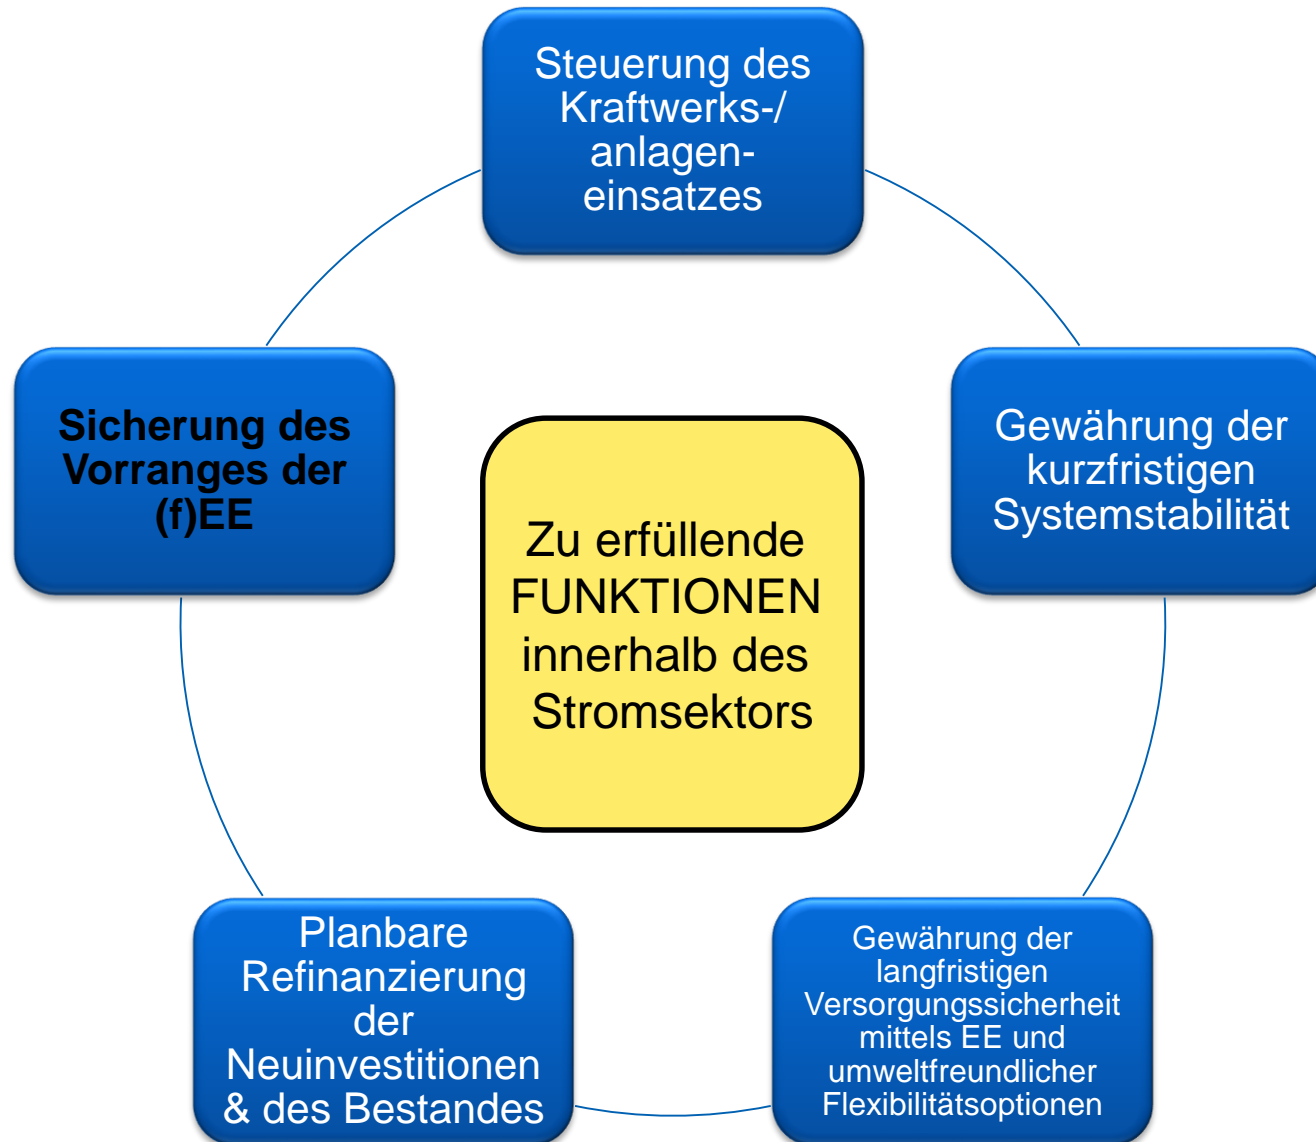 Steuerung des
Kraftwerks-/
anlagen-
einsatzes
Gewährung der
kurzfristigen
Systemstabilität
Gewährung der
langfristigen
Versorgungssicherheit
mittels EE und
umweltfreundlicher
Flexibilitätsoptionen
Planbare
Refinanzierung
der
Neuinvestitionen
& des Bestandes
Sicherung des
Vorranges der
(f)EE
Zu erfüllende
FUNKTIONEN
innerhalb des
Stromsektors